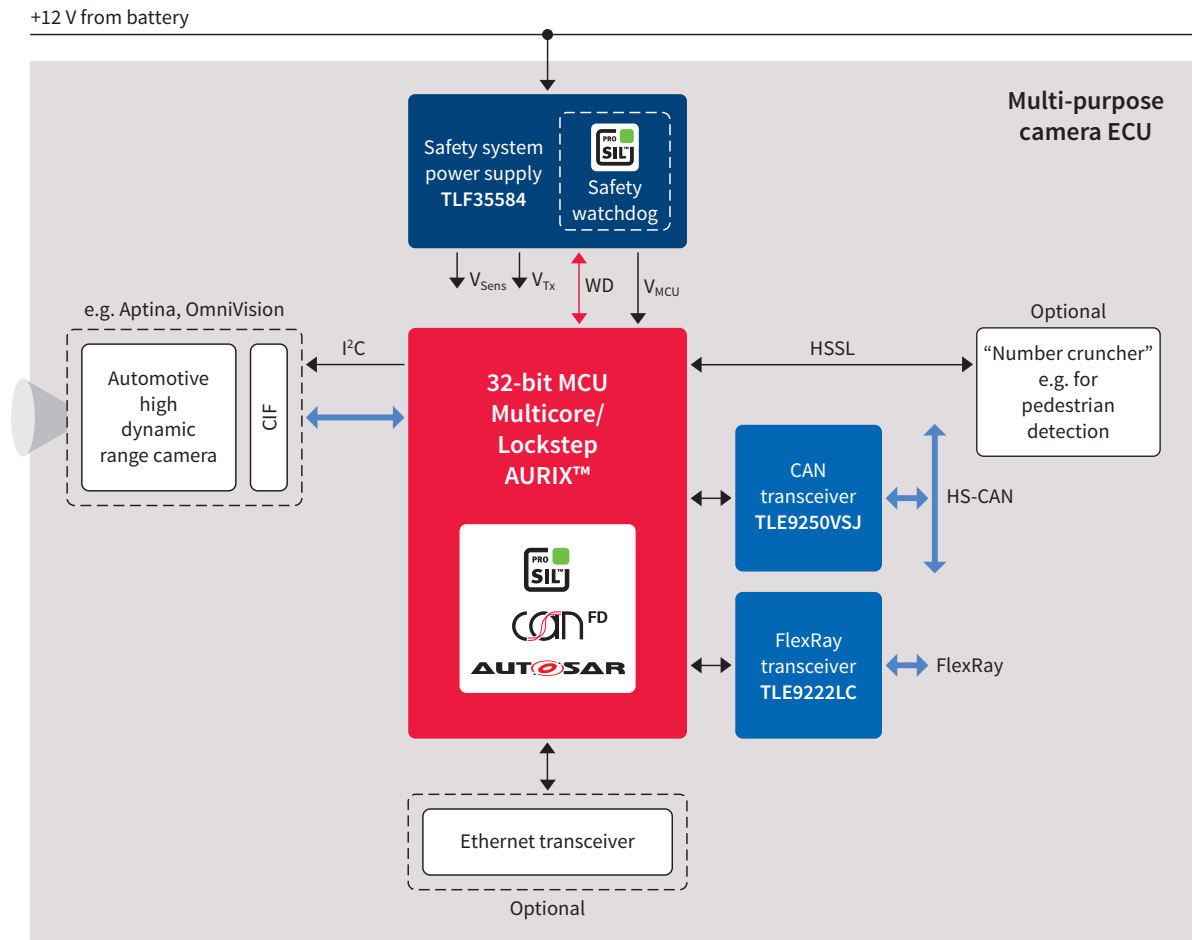 +12 V from battery
Multi-purpose
camera ECU
Safety system
power supply
TLF35584
PRO
SIL™
Safety
watchdog
VSens
VTx
WD
VMCU
e.g. Aptina, OmniVision
Automotive
high
dynamic
range camera
CIF
I²C
32-bit MCU
Multicore/
Lockstep
AURIX™
PRO
SIL™
CAN FD
AUTOSAR
HSSL
Optional
“Number cruncher”
e.g. for
pedestrian
detection
CAN
transceiver
TLE9250VSJ
HS-CAN
FlexRay
transceiver
TLE9222LC
FlexRay
Ethernet transceiver
Optional